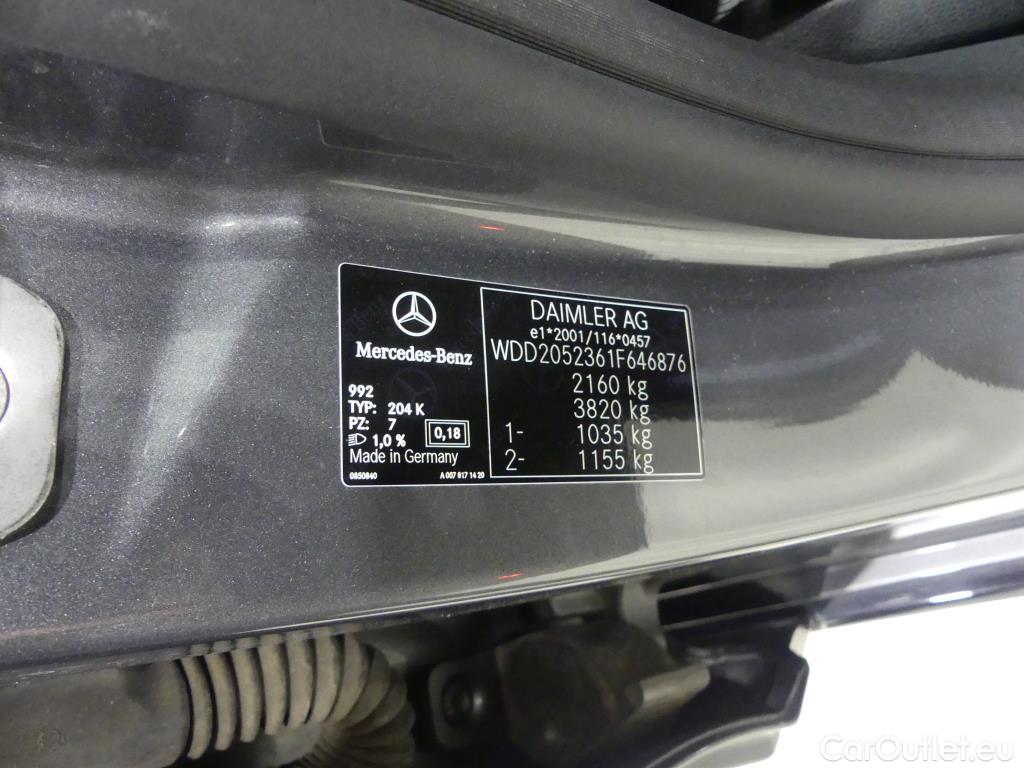 Mercedes-Benz
992
TYP: 204 K
PZ: 7
1,0 %
0,18
Made in Germany
0850840
A 007 817 14 20
DAIMLER AG
e1*2001/116*0457
WDD2052361F646876
2160 kg
3820 kg
1- 1035 kg
2- 1155 kg
CarOutlet.eu